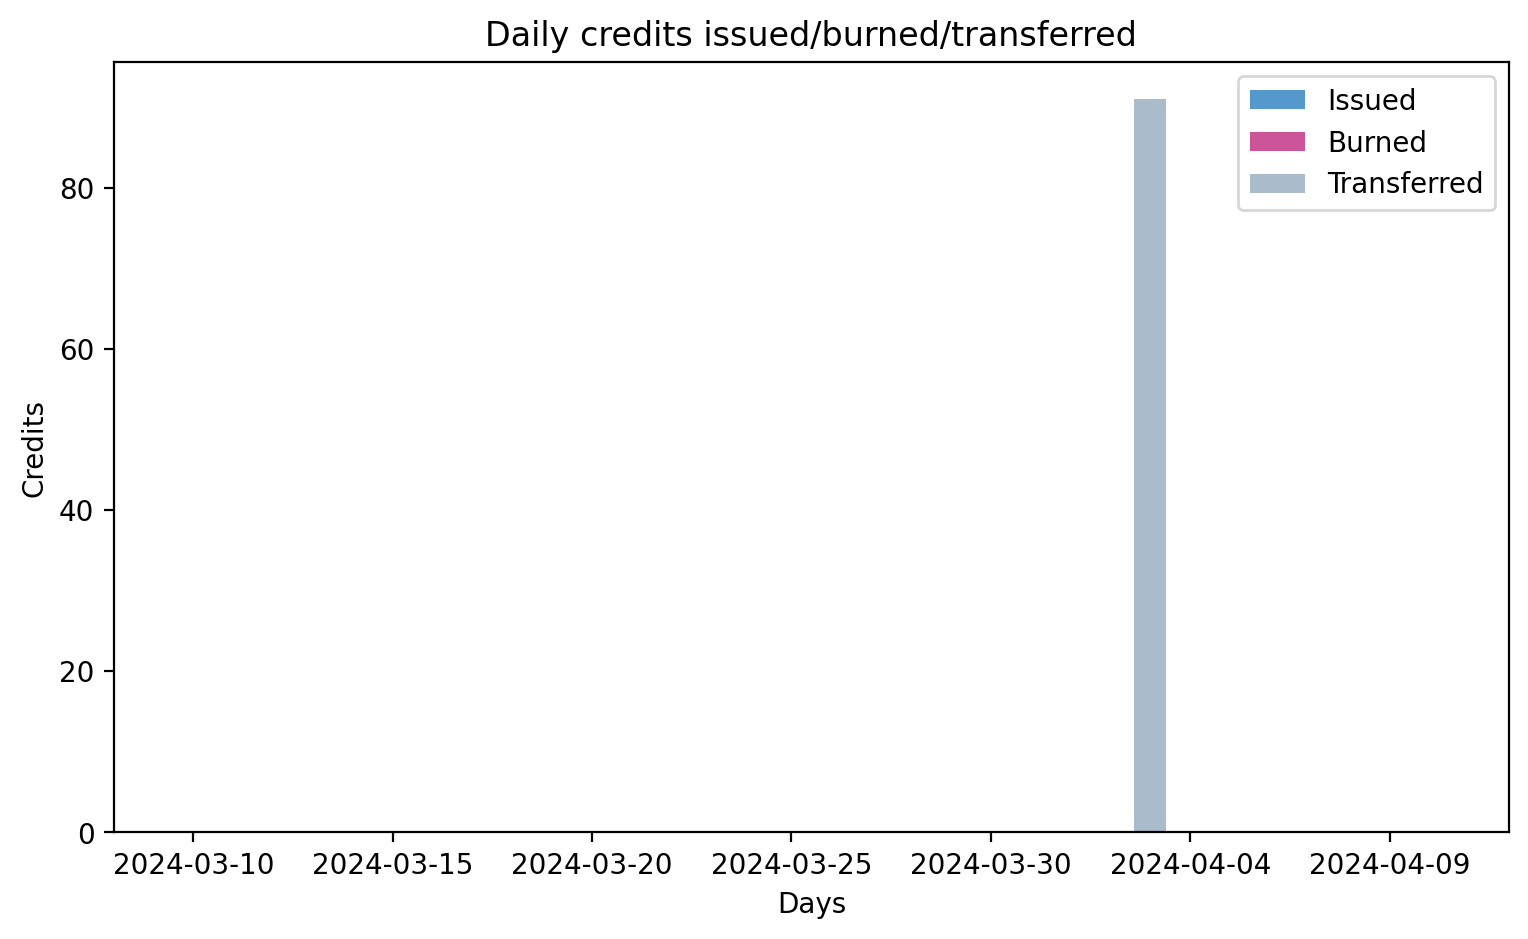 Daily credits issued/burned/transferred
Issued
Burned
Transferred
80
60
40
20
0
Credits
2024-03-10 2024-03-15 2024-03-20 2024-03-25 2024-03-30 2024-04-04 2024-04-09
Days